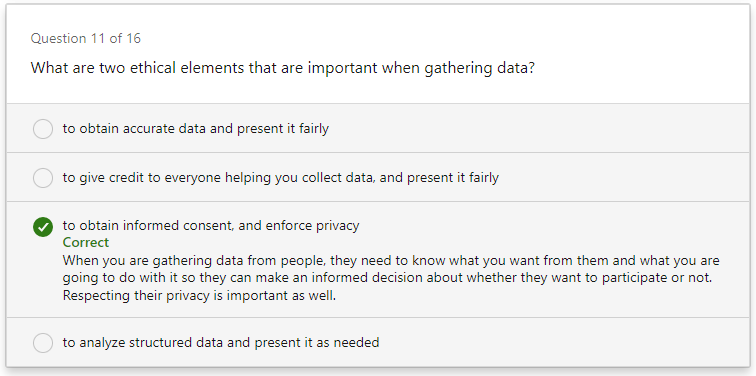 Question 11 of 16
What are two ethical elements that are important when gathering data?
to obtain accurate data and present it fairly
to give credit to everyone helping you collect data, and present it fairly
to obtain informed consent, and enforce privacy
Correct
When you are gathering data from people, they need to know what you want from them and what you are
going to do with it so they can make an informed decision about whether they want to participate or not.
Respecting their privacy is important as well.
to analyze structured data and present it as needed